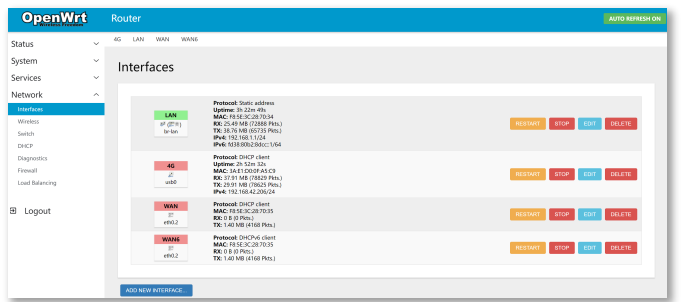 OpenWrt
Wireless Freedom
Router
AUTO REFRESH ON
Status
System
Services
Network
Interfaces
Wireless
Switch
DHCP
Diagnostics
Firewall
Load Balancing
Logout
4G LAN WAN WAN6
Interfaces
LAN
br-lan
Protocol: Static address
Uptime: 3h 22m 49s
MAC: F8:5E:3C:28:70:34
RX: 25.49 MB (72888 Pkts.)
TX: 38.76 MB (65735 Pkts.)
IPv4: 192.168.1.1/24
IPv6: fd38:80b2:8dcc::1/64
RESTART STOP EDIT DELETE
4G
usb0
Protocol: DHCP client
Uptime: 2h 52m 32s
MAC: 3A:E1:D0:0F:A5:C9
RX: 37.91 MB (78829 Pkts.)
TX: 29.91 MB (78625 Pkts.)
IPv4: 192.168.42.206/24
RESTART STOP EDIT DELETE
WAN
eth0.2
Protocol: DHCP client
MAC: F8:5E:3C:28:70:35
RX: 0 B (0 Pkts.)
TX: 1.40 MB (4168 Pkts.)
RESTART STOP EDIT DELETE
WAN6
eth0.2
Protocol: DHCPv6 client
MAC: F8:5E:3C:28:70:35
RX: 0 B (0 Pkts.)
TX: 1.40 MB (4168 Pkts.)
RESTART STOP EDIT DELETE
ADD NEW INTERFACE...